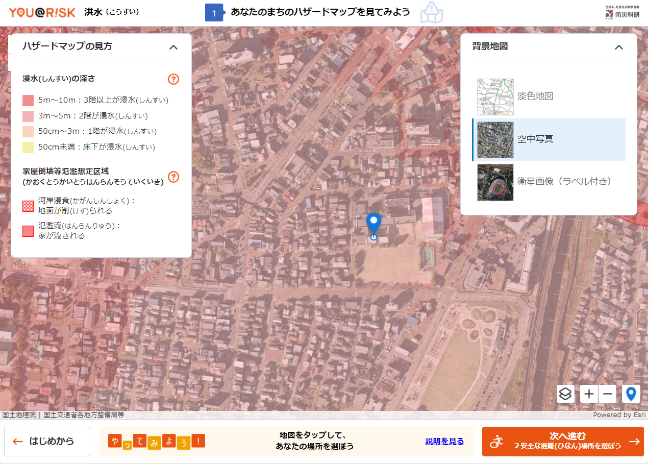 YOU@RISK 洪水 (こうずい)
1 あなたのまちのハザードマップを見てみよう
防災科研
ハザードマップの見方
浸水(しんすい)の深さ
?
5m～10m：3階以上が浸水(しんすい)
3m～5m：2階が浸水(しんすい)
50cm～3m：1階が浸水(しんすい)
50cm未満：床下が浸水(しんすい)
家屋倒壊等氾濫想定区域
(かおくとうかいとうはんらんそうていくいき)
?
河岸浸食(かがんしんしょく)：
地面が削(けず)られる
氾濫流(はんらんりゅう)：
家が流される
背景地図
淡色地図
空中写真
衛星画像（ラベル付き）
国土地理院 | 国土交通省各地方整備局等
Powered by Esri
はじめから
やってみよう！
地図をタップして、
あなたの場所を選ぼう
説明を見る
次へ進む
2 安全な避難(ひなん)場所を選ぼう